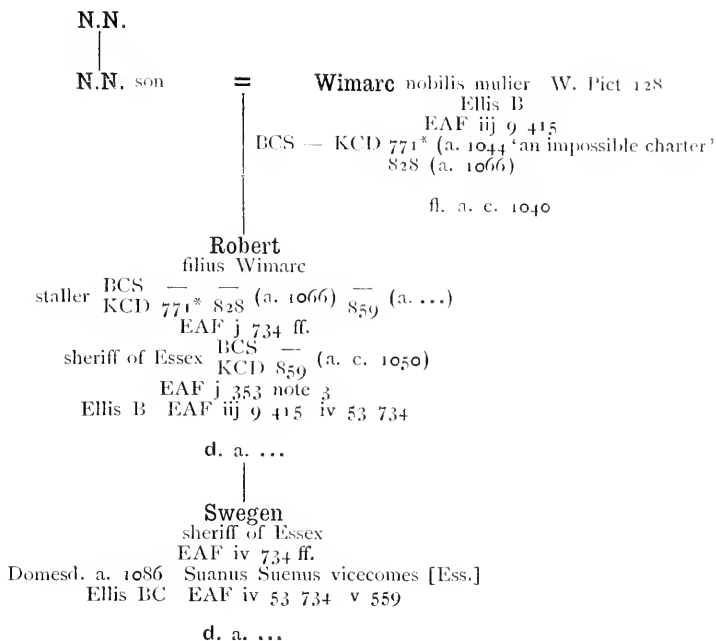 N.N.
N.N. son = Wimarc nobilis mulier W. Pict 128
Ellis B
EAF iij 9 415
BCS — KCD 771* (a. 1044 'an impossible charter'
828 (a. 1066)
fl. a. c. 1040
Robert
filius Wimarc
staller BCS — — (a. 1066) — (a. ...)
KCD 771* 828 859
EAF j 734 ff.
sheriff of Essex BCS — (a. c. 1050)
KCD 859
EAF j 353 note 3
Ellis B EAF iij 9 415 iv 53 734
d. a. ...
Swegen
sheriff of Essex
EAF iv 734 ff.
Domesd. a. 1086 Suanus Suenus vicecomes [Ess.]
Ellis BC EAF iv 53 734 v 559
d. a. ...